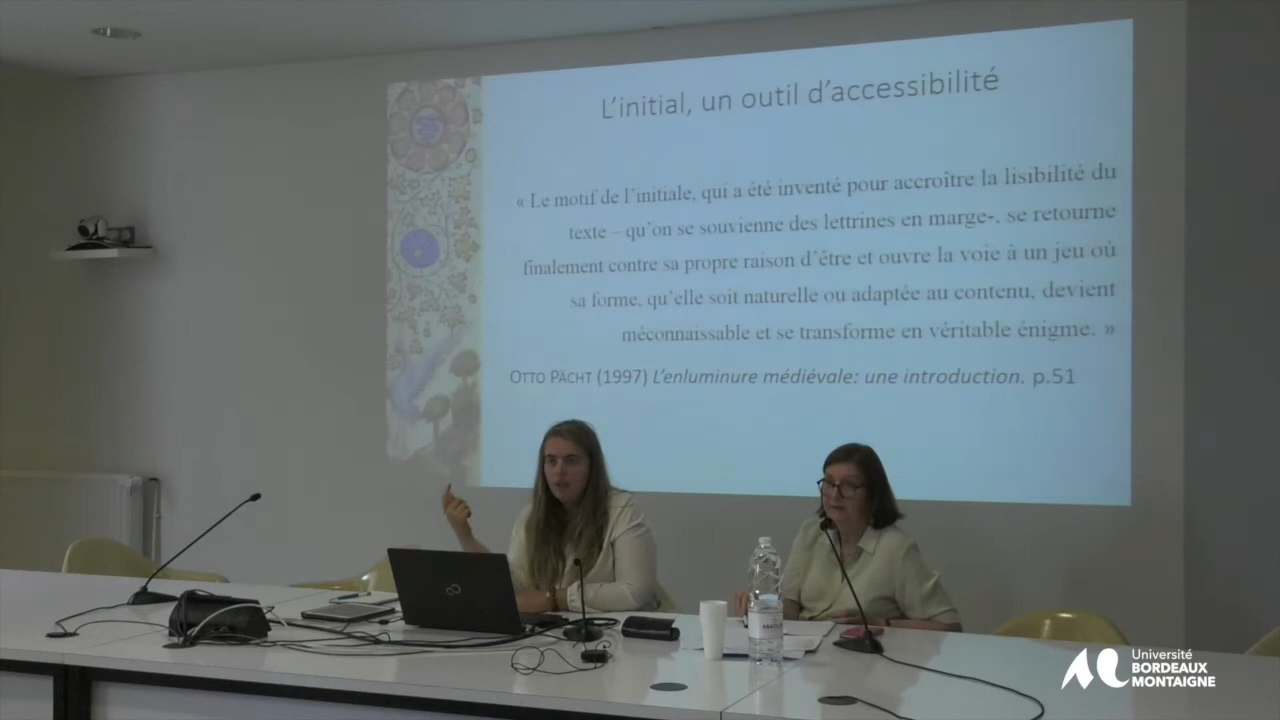 L'initial, un outil d'accessibilité
« Le motif de l'initiale, qui a été inventé pour accroître la lisibilité du
texte – qu'on se souvienne des lettrines en marge-, se retourne
finalement contre sa propre raison d'être et ouvre la voie à un jeu où
sa forme, qu'elle soit naturelle ou adaptée au contenu, devient
méconnaissable et se transforme en véritable énigme. »
OTTO PÄCHT (1997) L'enluminure médiévale: une introduction. p.51
Université
BORDEAUX
MONTAIGNE